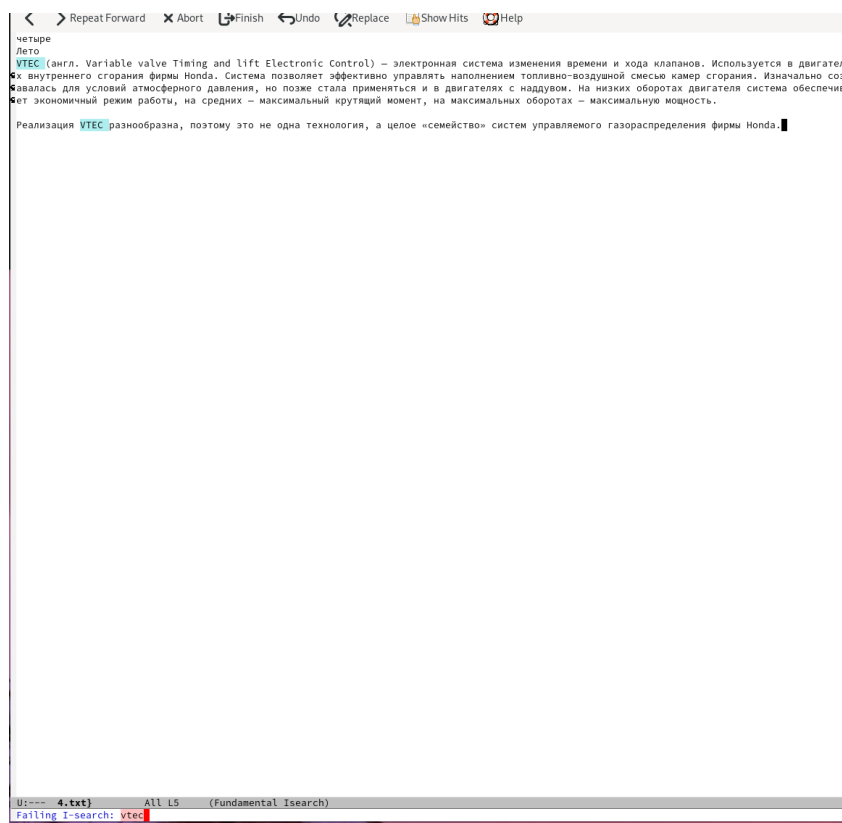 Repeat Forward Abort Finish Undo Replace Show Hits Help
четыре
Лето
VTEC (англ. Variable valve Timing and lift Electronic Control) — электронная система изменения времени и хода клапанов. Используется в двигател
х внутреннего сгорания фирмы Honda. Система позволяет эффективно управлять наполнением топливно-воздушной смесью камер сгорания. Изначально соз
авалась для условий атмосферного давления, но позже стала применяться и в двигателях с наддувом. На низких оборотах двигателя система обеспечив
ет экономичный режим работы, на средних — максимальный крутящий момент, на максимальных оборотах — максимальную мощность.
Реализация VTEC разнообразна, поэтому это не одна технология, а целое «семейство» систем управляемого газораспределения фирмы Honda.
U:--- 4.txt} All L5 (Fundamental Isearch)
Failing I-search: vtec